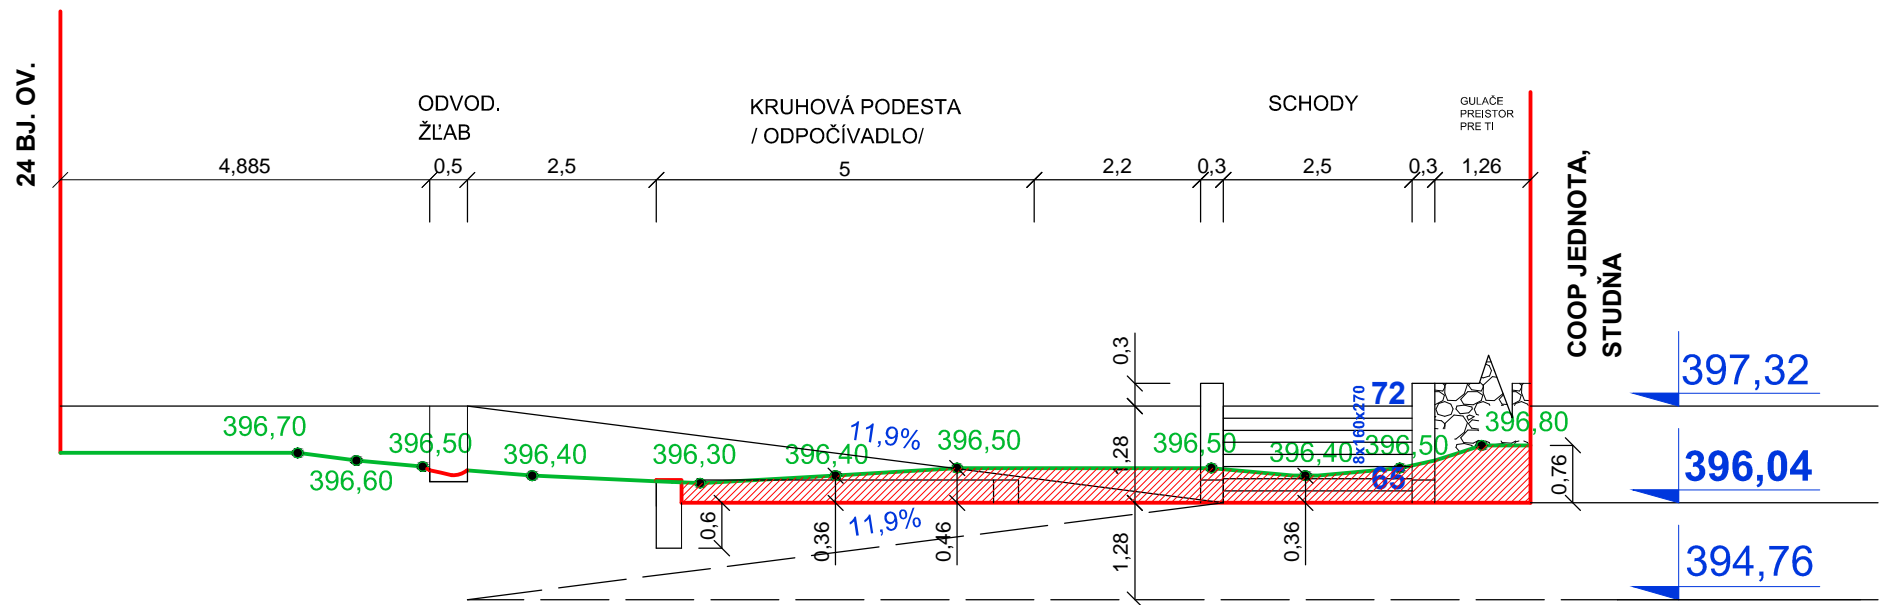 24 BJ. OV.
ODVOD.
ŽĽAB
KRUHOVÁ PODESTA
/ ODPOČÍVADLO/
SCHODY
GULAČE
PREISTOR
PRE TI
4,885
0,5
2,5
5
2,2
0,3
2,5
0,3
1,26
COOP JEDNOTA,
STUDŇA
0,3
397,32
72
8x160x270
396,70
396,60
396,50
396,40
396,30
396,40
11,9%
396,50
1,28
396,50
396,40
396,50
396,80
65
0,76
396,04
0,6
0,36
11,9%
0,46
1,28
0,36
394,76